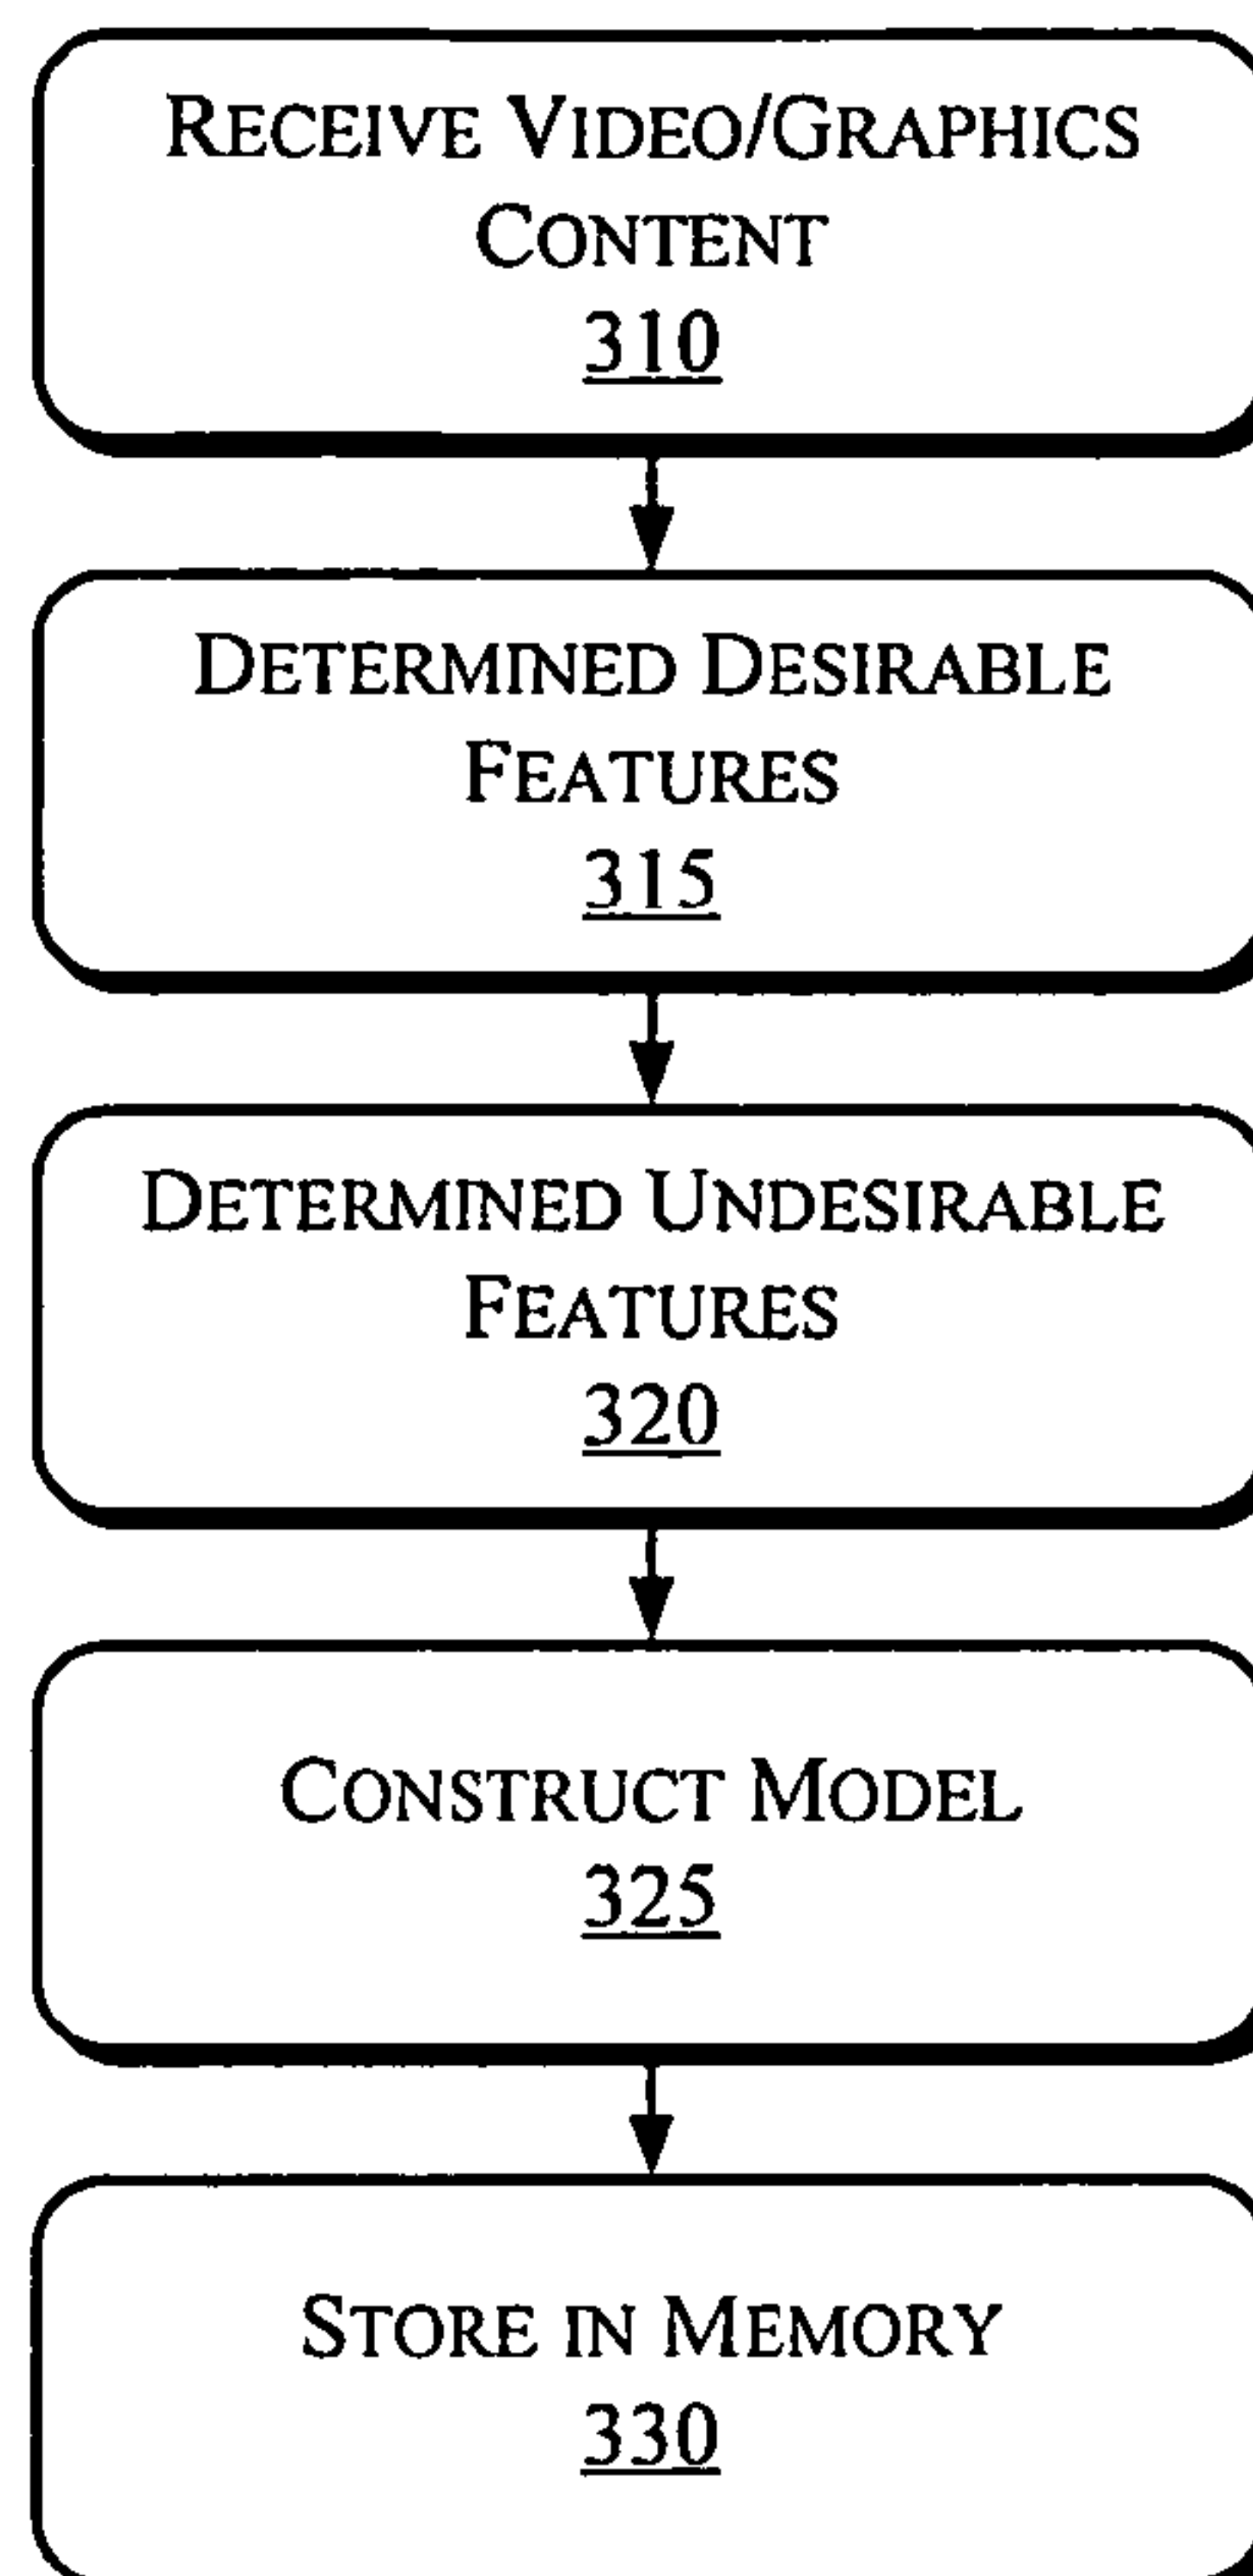 RECEIVE VIDEO/GRAPHICS
CONTENT
310
DETERMINED DESIRABLE
FEATURES
315
DETERMINED UNDESIRABLE
FEATURES
320
CONSTRUCT MODEL
325
STORE IN MEMORY
330